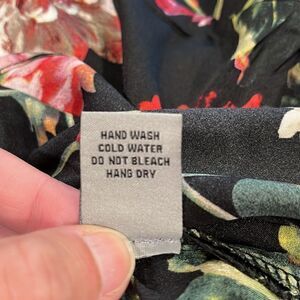 HAND WASH
COLD WATER
DO NOT BLEACH
HANG DRY